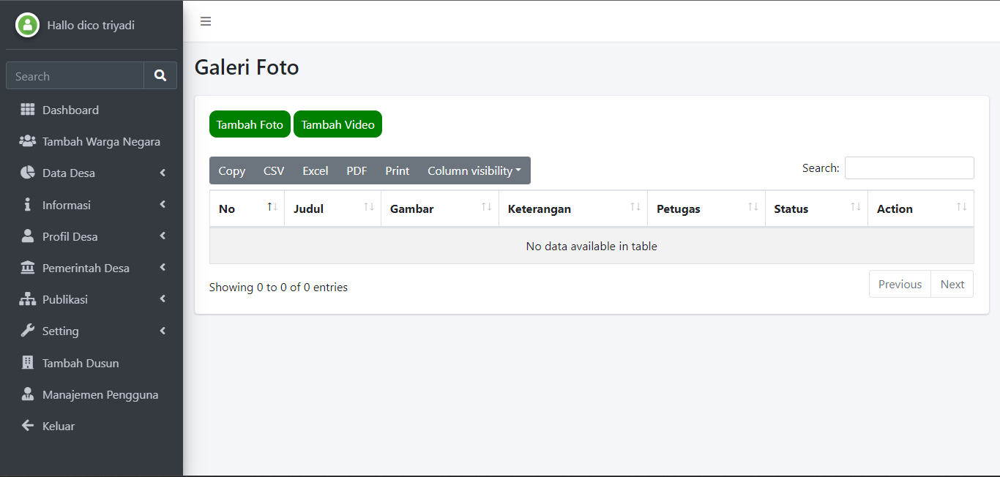 Hallo dico triyadi
Search
Dashboard
Tambah Warga Negara
Data Desa
Informasi
Profil Desa
Pemerintah Desa
Publikasi
Setting
Tambah Dusun
Manajemen Pengguna
Keluar
Galeri Foto
Tambah Foto Tambah Video
Copy CSV Excel PDF Print Column visibility
Search:
No Judul Gambar Keterangan Petugas Status Action
No data available in table
Showing 0 to 0 of 0 entries
Previous Next